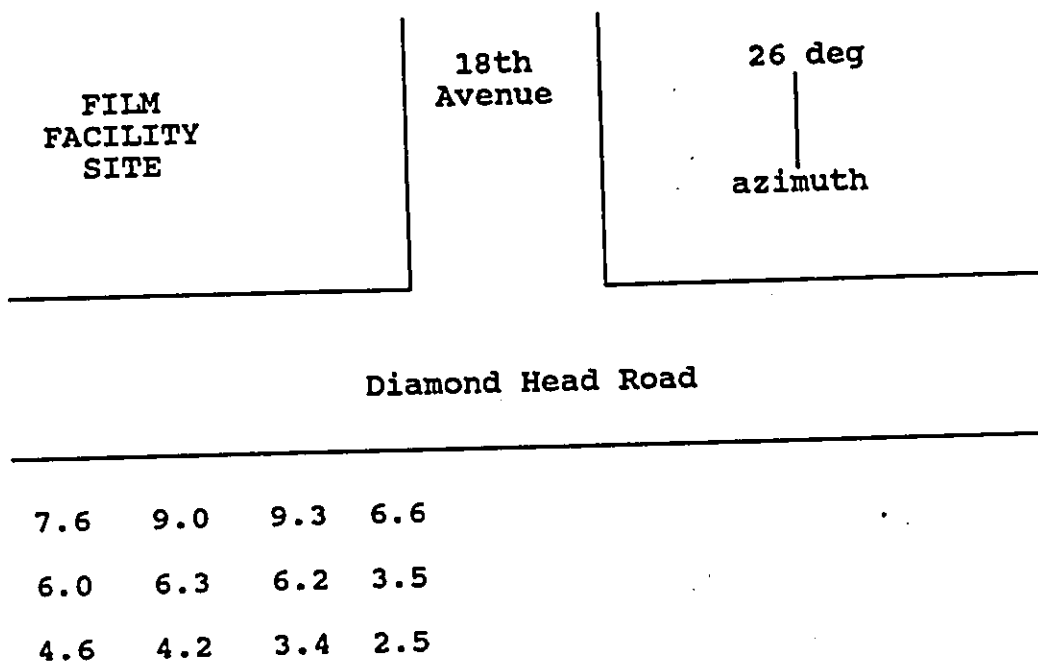 FILM
FACILITY
SITE
18th
Avenue
26 deg
azimuth
Diamond Head Road
7.6 9.0 9.3 6.6
6.0 6.3 6.2 3.5
4.6 4.2 3.4 2.5